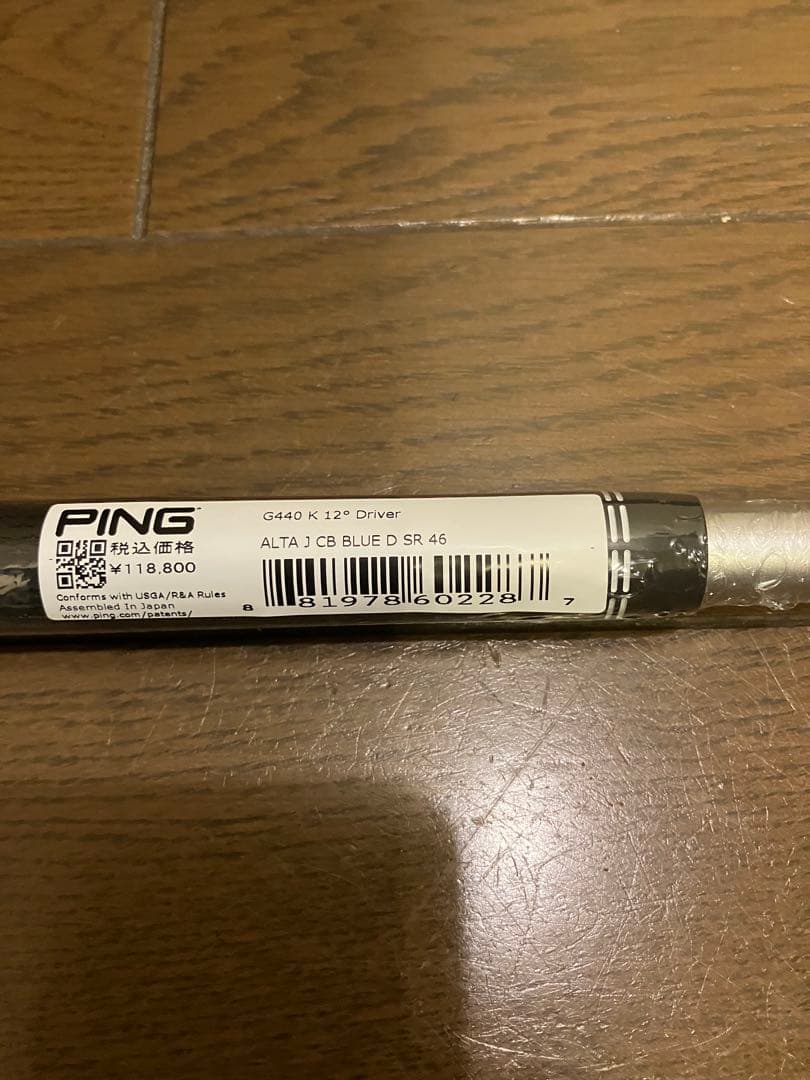 PING
税込価格
¥118,800
Conforms with USGA/R&A Rules
Assembled In Japan
www.ping.com/patents/
G440 K 12° Driver
ALTA J CB BLUE D SR 46
8 81978 60228 7